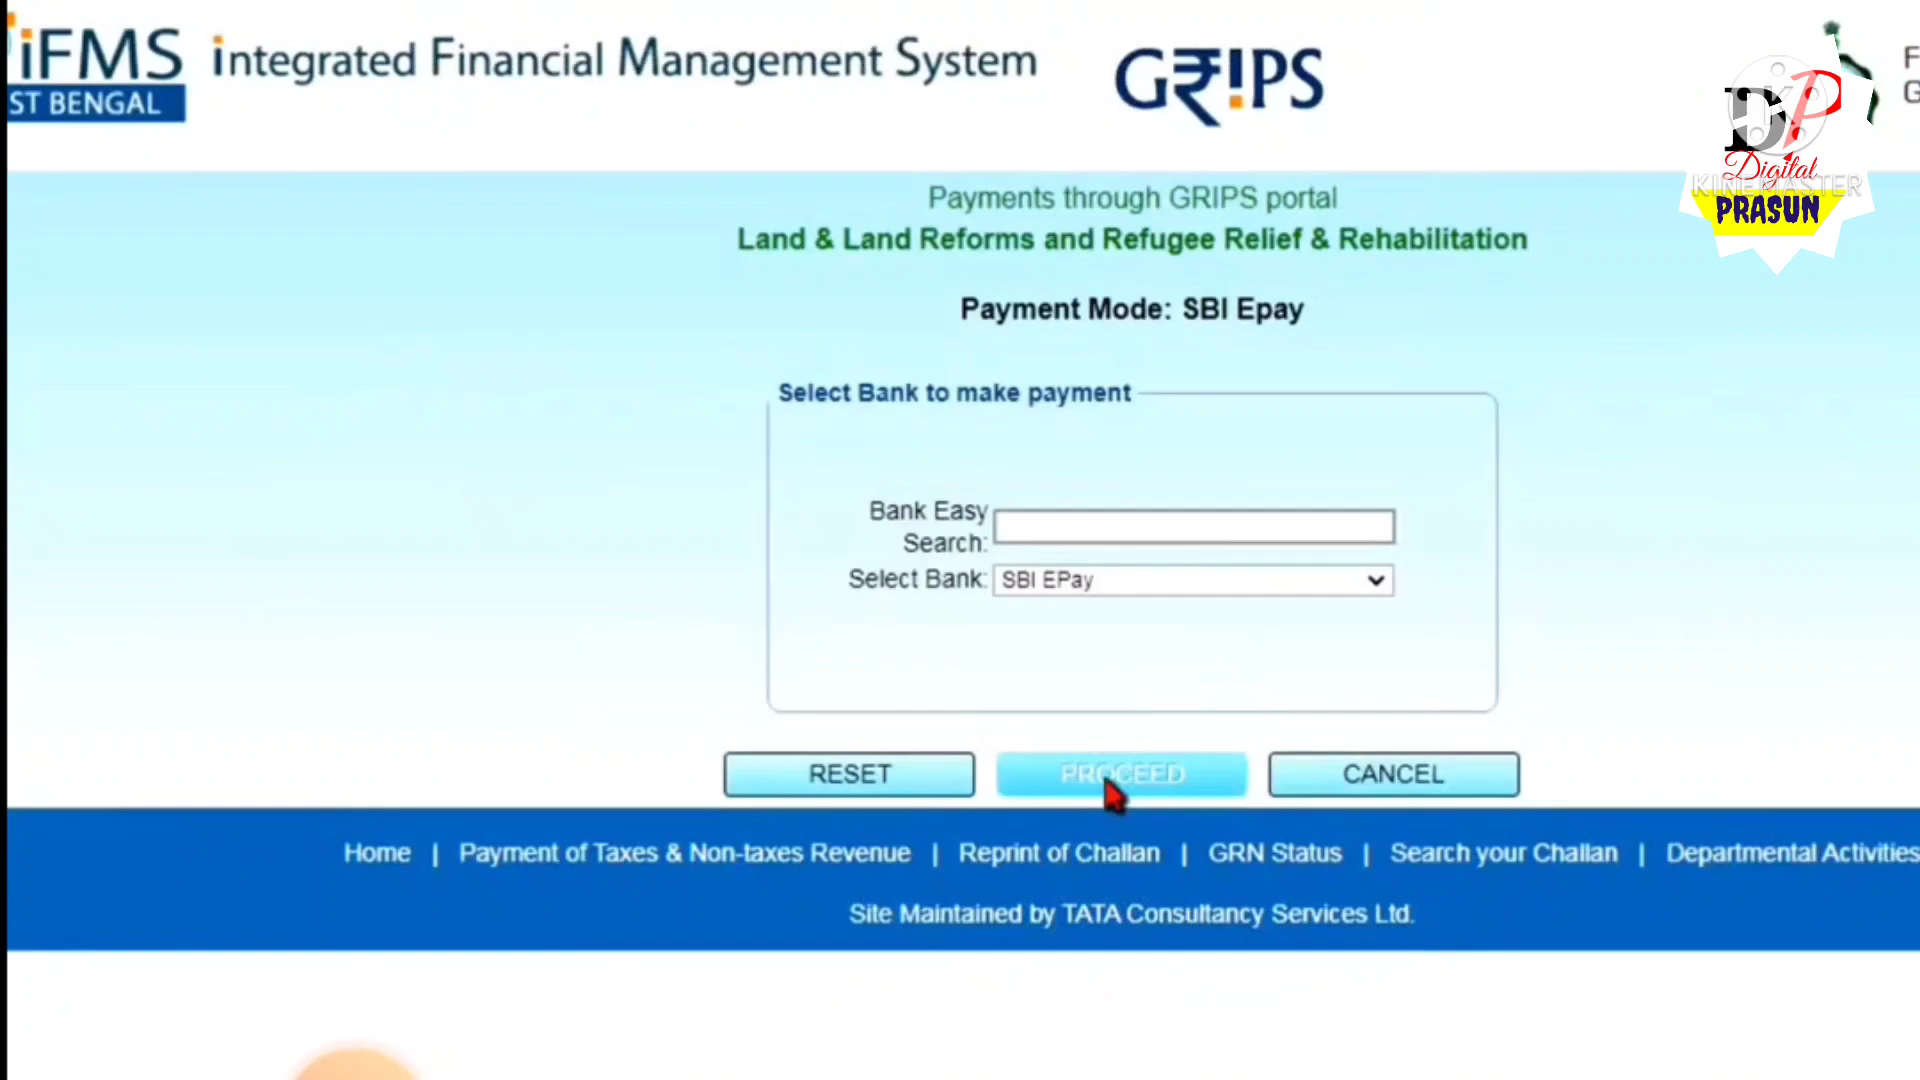 iFMS
ST BENGAL
integrated Financial Management System
GRIPS
F
G
DP
Digital
KINEMASTER
PRASUN
Payments through GRIPS portal
Land & Land Reforms and Refugee Relief & Rehabilitation
Payment Mode: SBI Epay
Select Bank to make payment
Bank Easy
Search:
Select Bank: SBI EPay
RESET PROCEED CANCEL
Home | Payment of Taxes & Non-taxes Revenue | Reprint of Challan | GRN Status | Search your Challan | Departmental Activities
Site Maintained by TATA Consultancy Services Ltd.